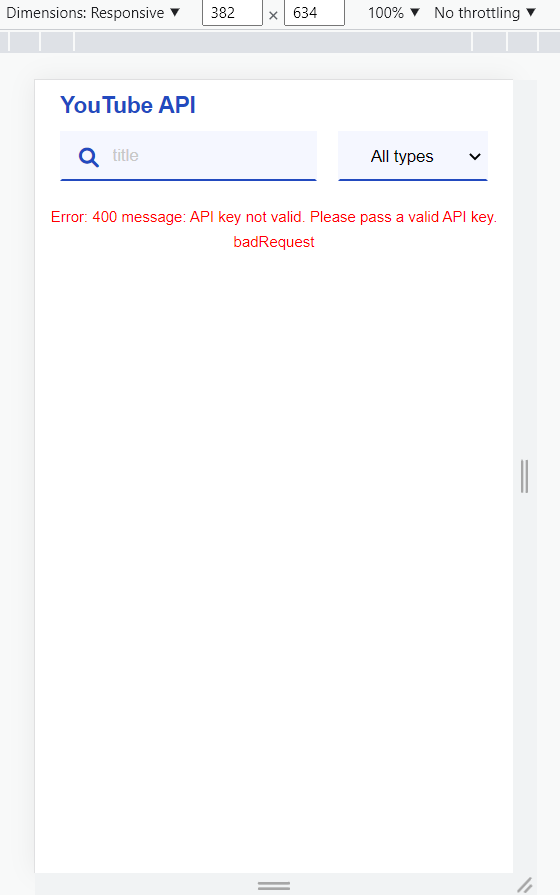 Dimensions: Responsive ▼ 382 × 634 100% ▼ No throttling ▼
YouTube API
title All types
Error: 400 message: API key not valid. Please pass a valid API key.
badRequest